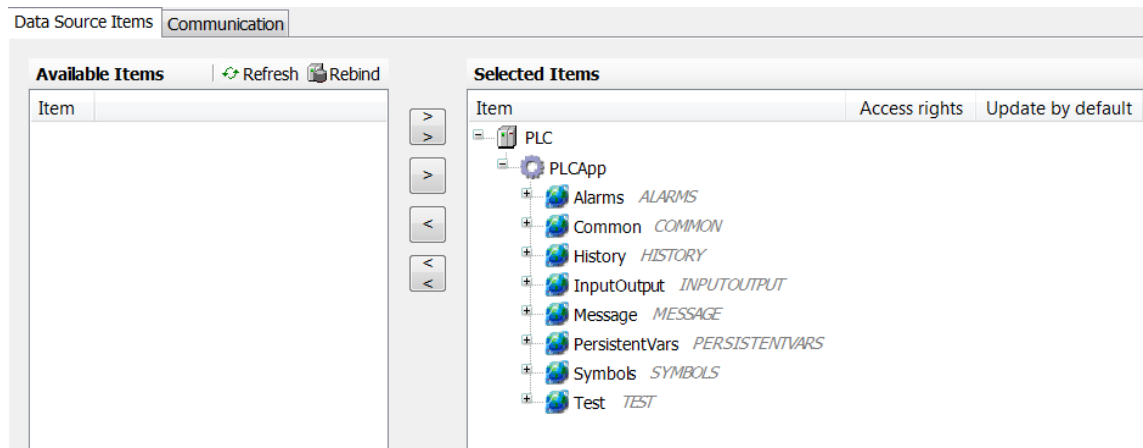 Data Source Items Communication
Available Items Refresh Rebind
Selected Items
Item
Item Access rights Update by default
> >
>
<
< <
PLC
PLCApp
Alarms ALARMS
Common COMMON
History HISTORY
InputOutput INPUTOUTPUT
Message MESSAGE
PersistentVars PERSISTENTVARS
Symbols SYMBOLS
Test TEST